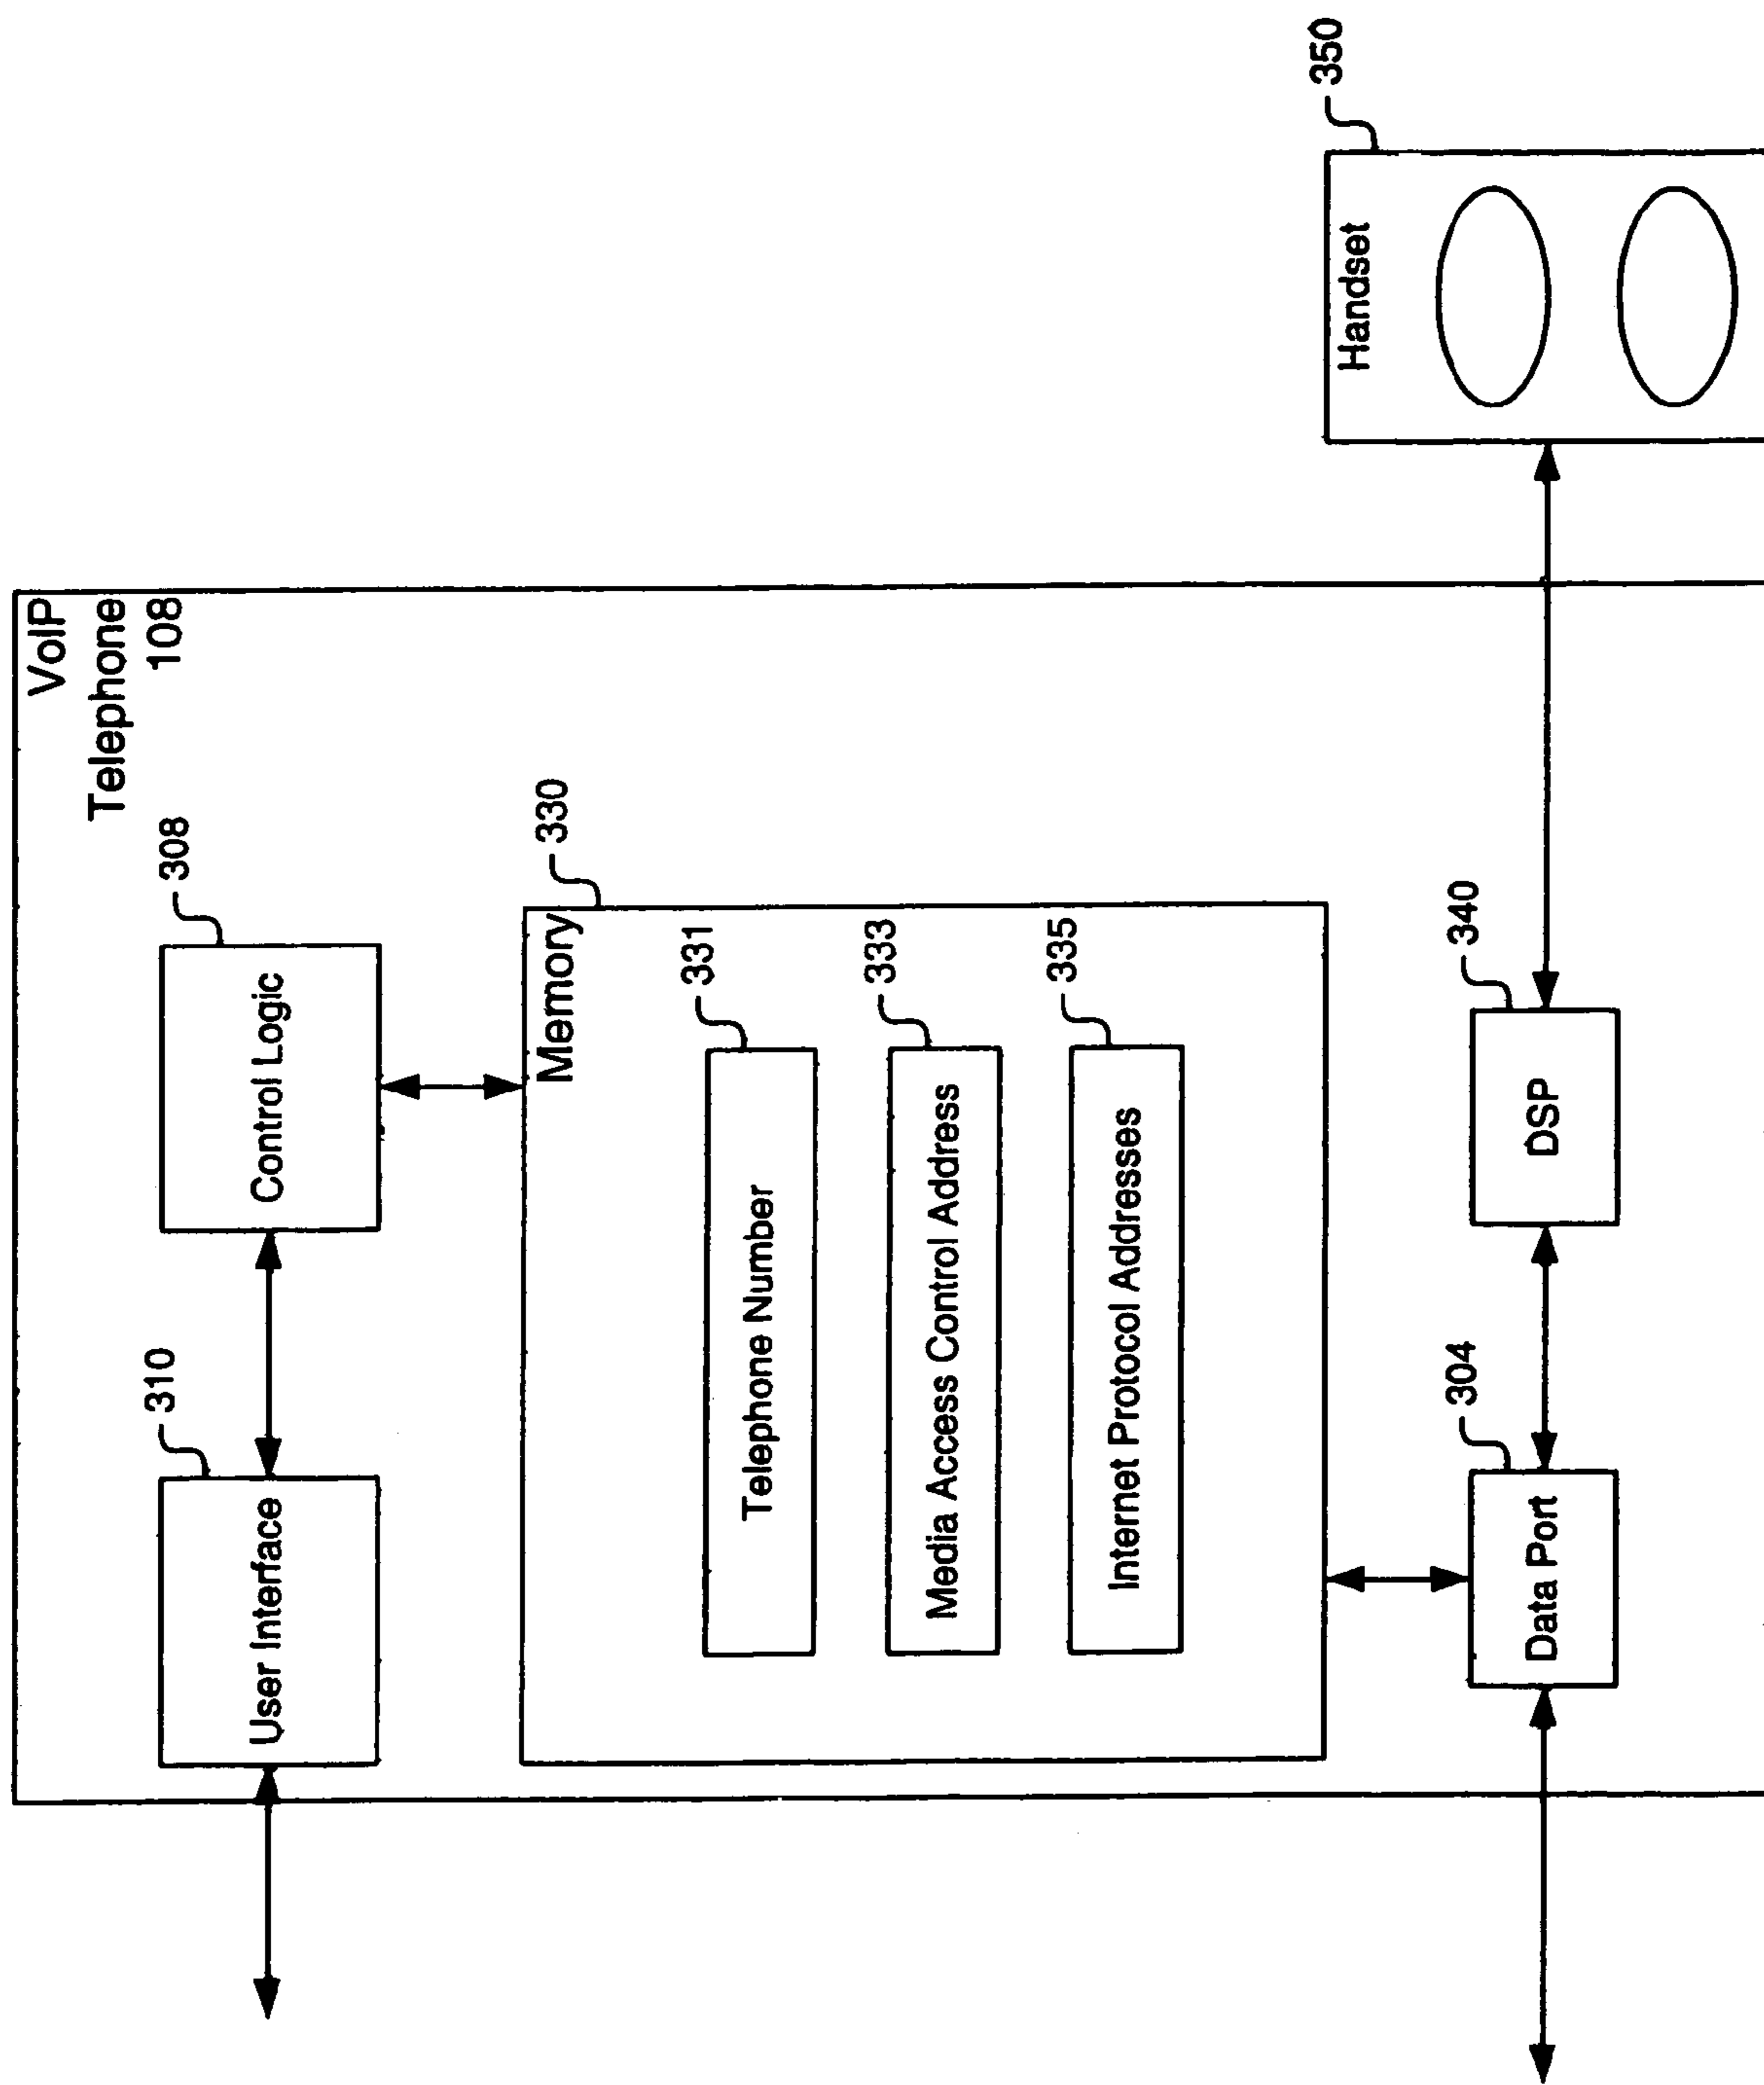 VoIP
Telephone
108
310
User Interface
308
Control Logic
330
Memory
331
Telephone Number
333
Media Access Control Address
335
Internet Protocol Addresses
304
Data Port
340
DSP
350
Handset